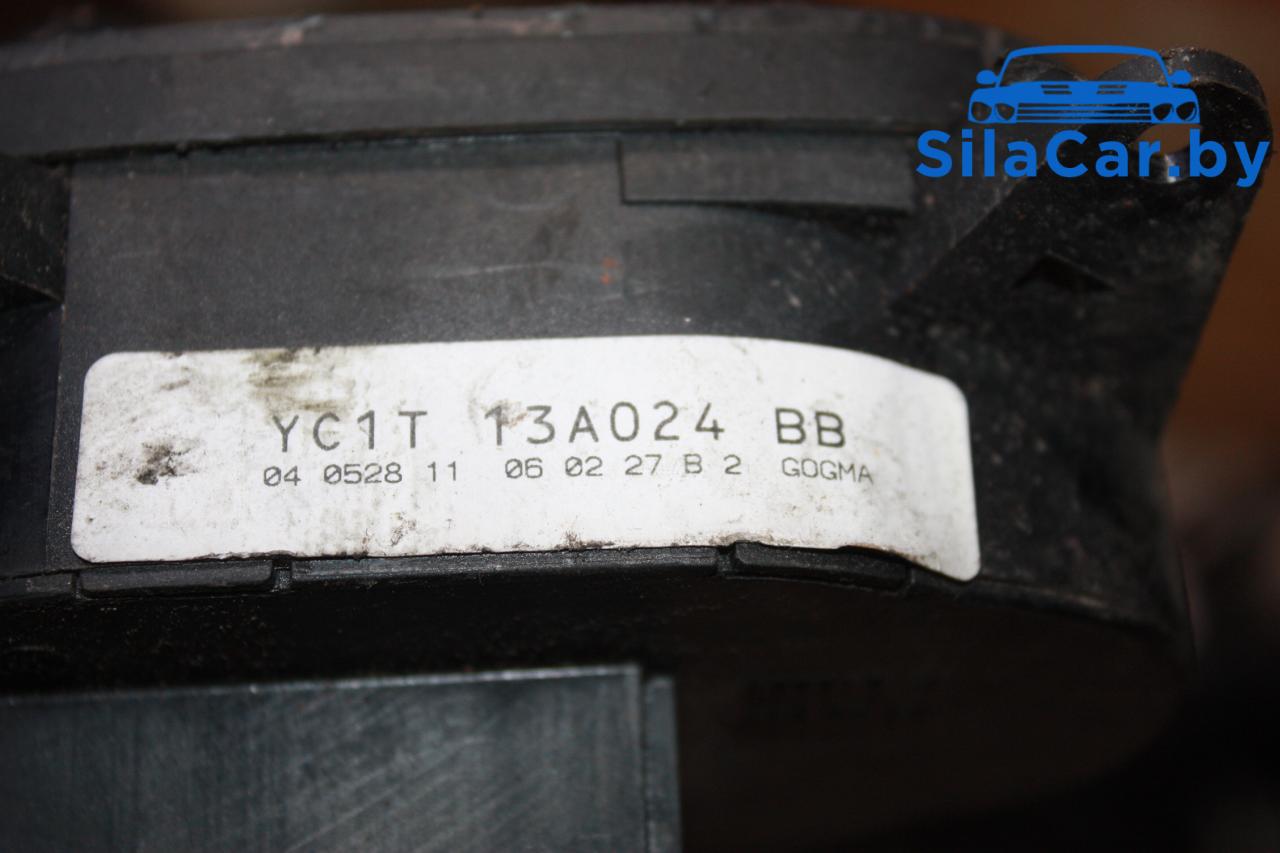 SilaCar.by
YC1T 13A024 BB
04 0528 11 06 02 27 B 2 GOGMA